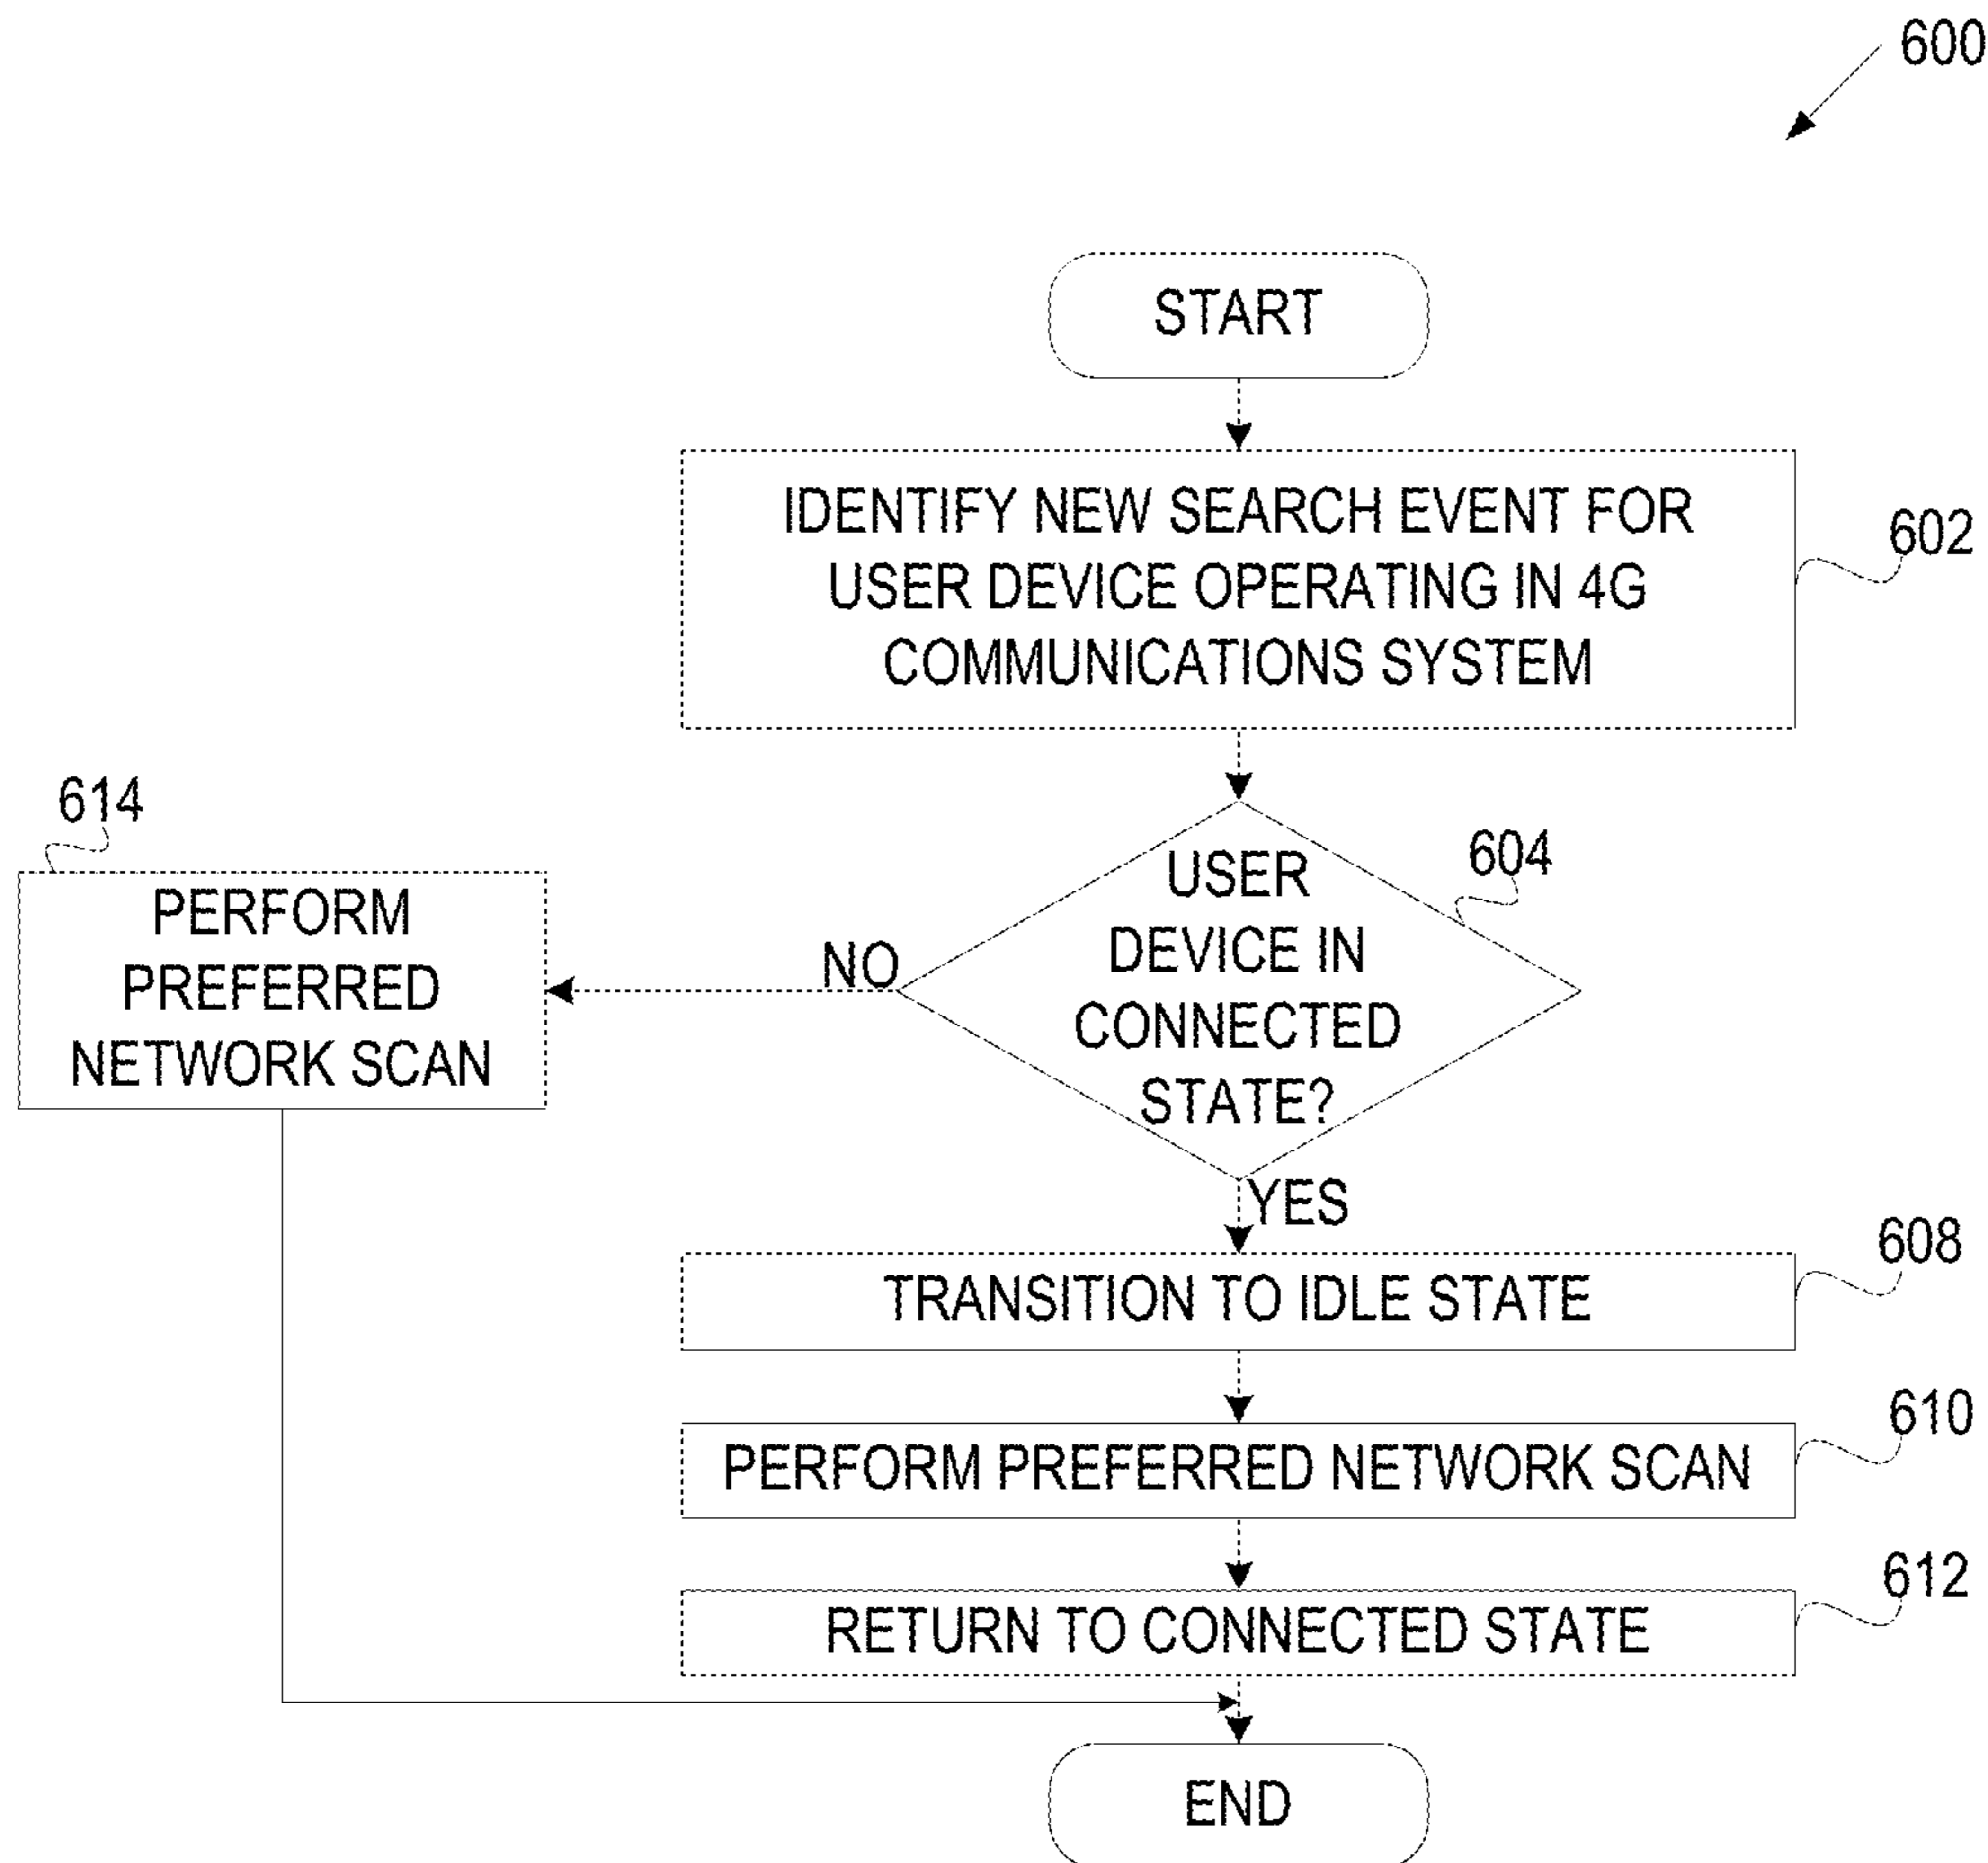 600
START
IDENTIFY NEW SEARCH EVENT FOR
USER DEVICE OPERATING IN 4G
COMMUNICATIONS SYSTEM
602
614
PERFORM
PREFERRED
NETWORK SCAN
NO
USER
DEVICE IN
CONNECTED
STATE?
604
YES
TRANSITION TO IDLE STATE
608
PERFORM PREFERRED NETWORK SCAN
610
RETURN TO CONNECTED STATE
612
END